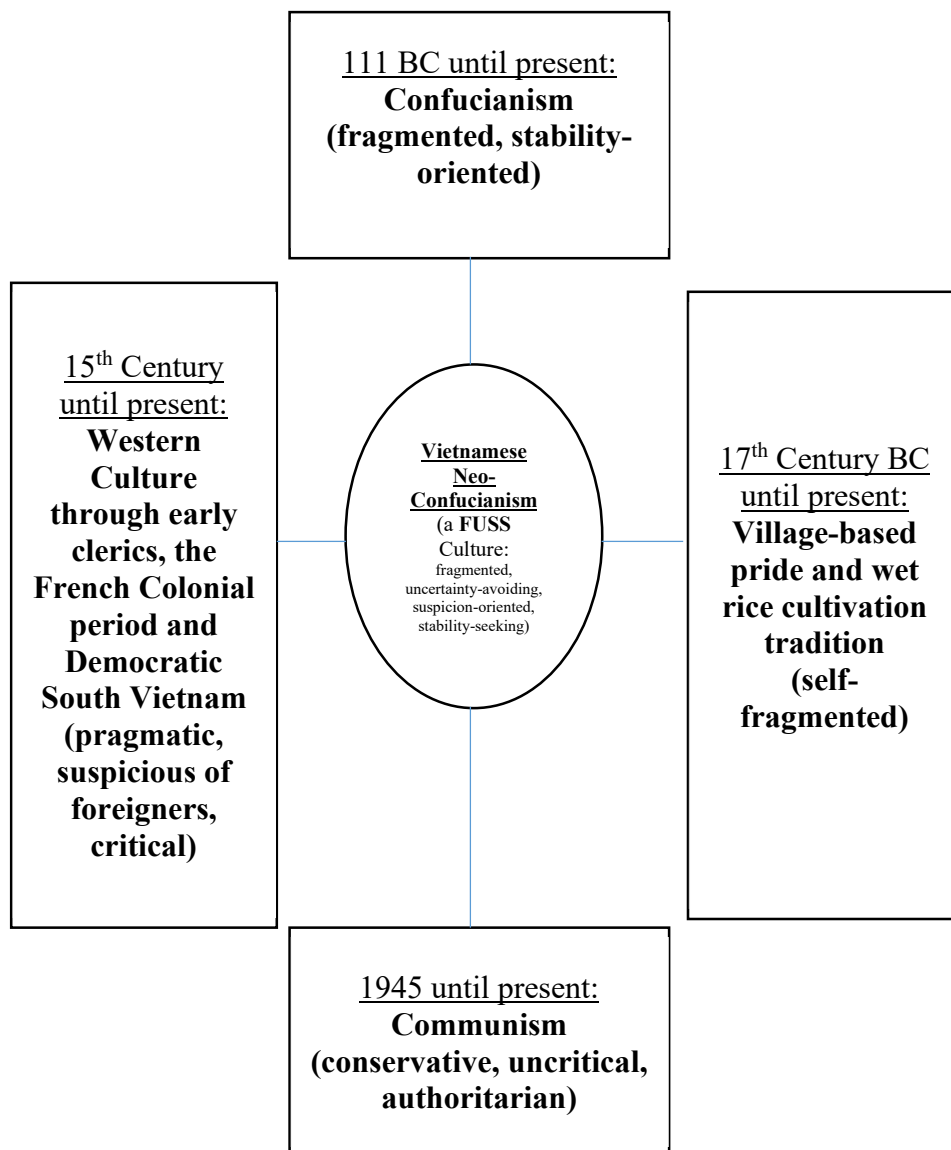 111 BC until present:
Confucianism
(fragmented, stability-
oriented)
15th Century
until present:
Western
Culture
through early
clerics, the
French Colonial
period and
Democratic
South Vietnam
(pragmatic,
suspicious of
foreigners,
critical)
Vietnamese
Neo-
Confucianism
(a FUSS
Culture:
fragmented,
uncertainty-avoiding,
suspicion-oriented,
stability-seeking)
17th Century BC
until present:
Village-based
pride and wet
rice cultivation
tradition
(self-
fragmented)
1945 until present:
Communism
(conservative, uncritical,
authoritarian)